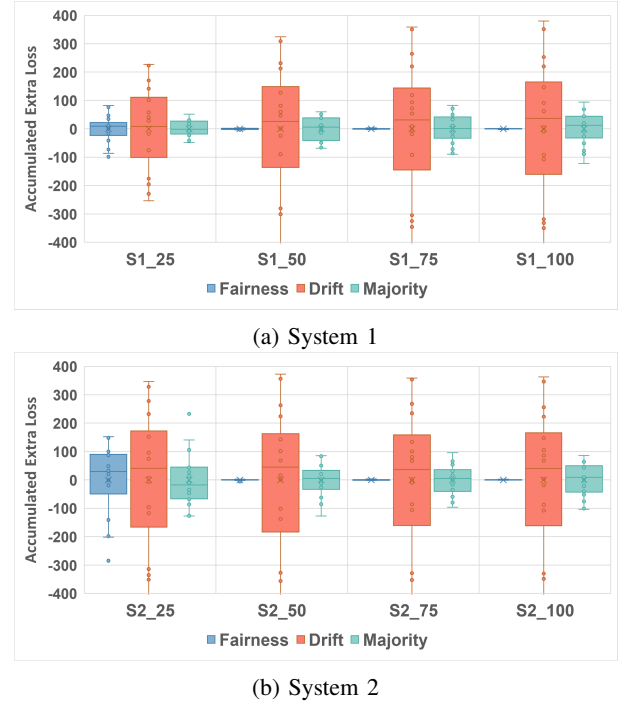 400
300
200
100
0
-100
-200
-300
-400
Accumulated Extra Loss
S1_25 S1_50 S1_75 S1_100
Fairness Drift Majority
(a) System 1
400
300
200
100
0
-100
-200
-300
-400
Accumulated Extra Loss
S2_25 S2_50 S2_75 S2_100
Fairness Drift Majority
(b) System 2